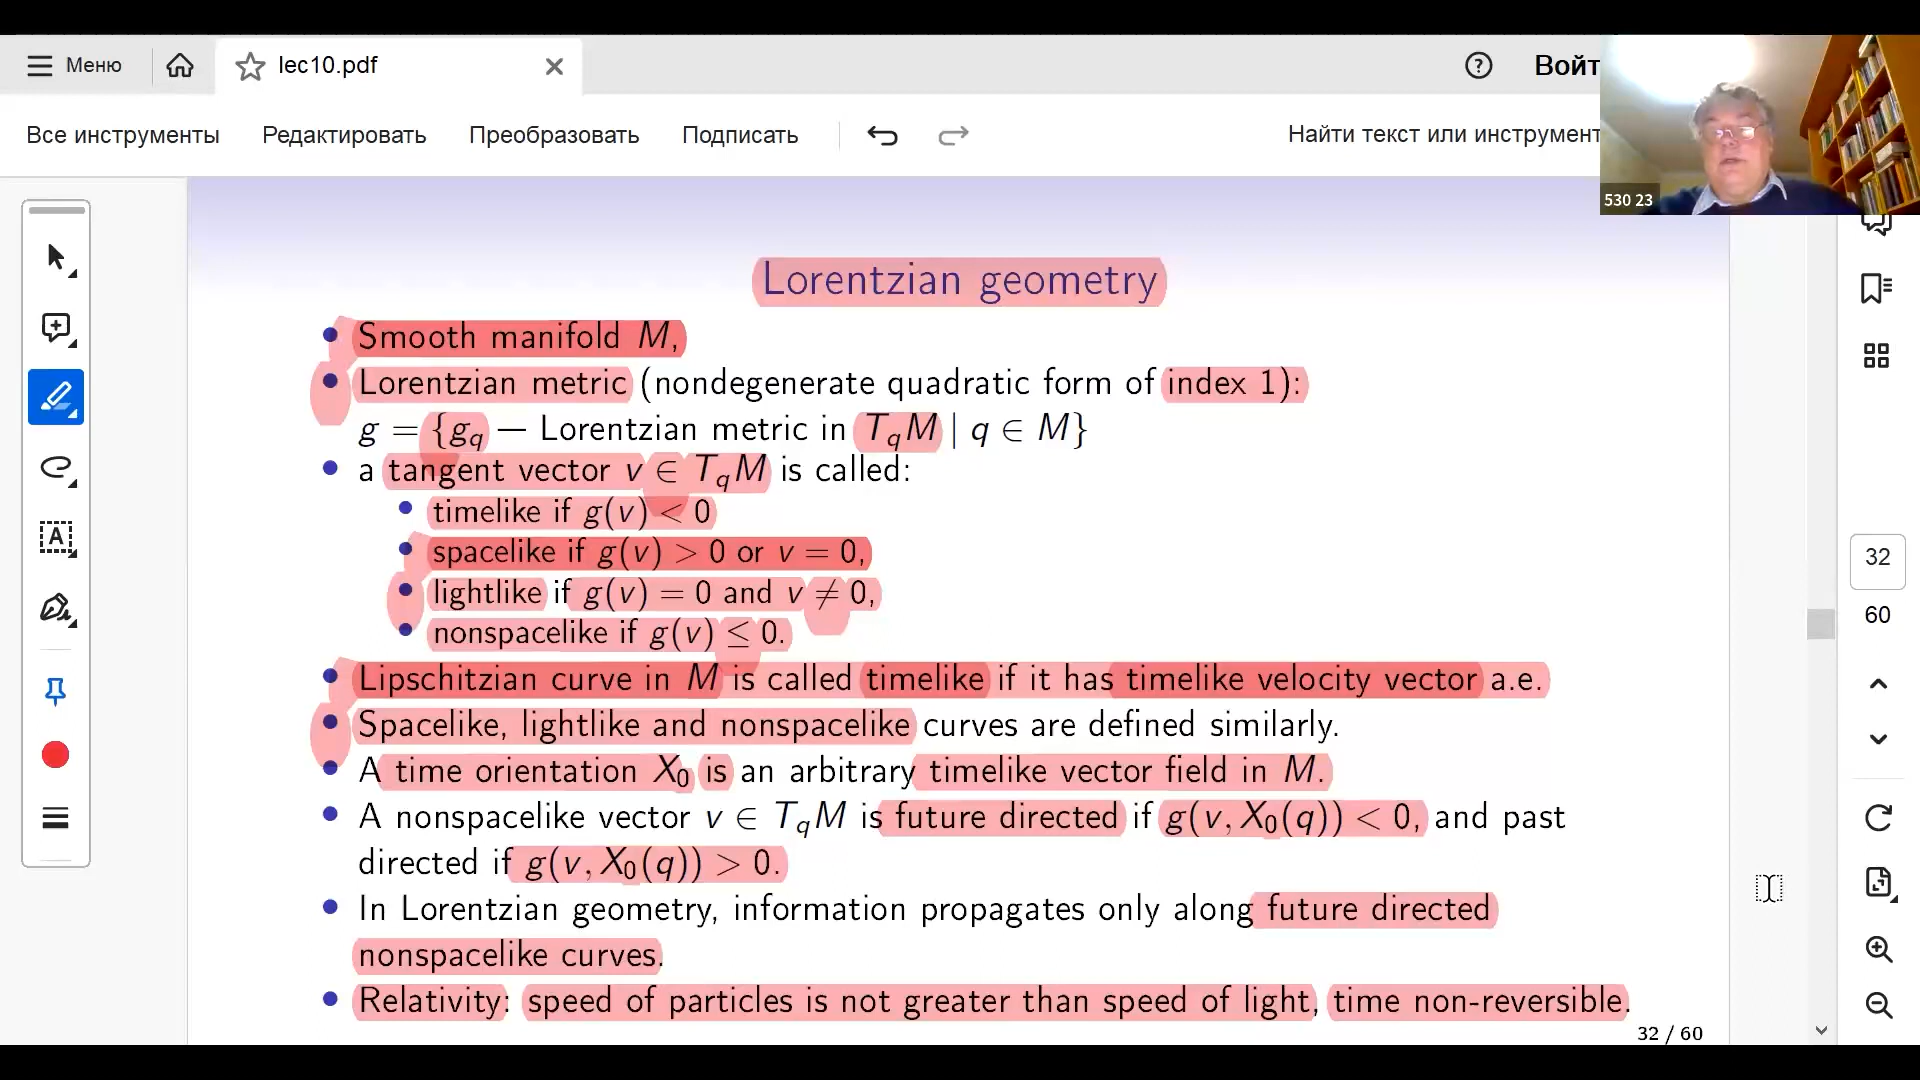 Меню
lec10.pdf
Войт
Все инструменты Редактировать Преобразовать Подписать Найти текст или инструмент
530 23
Lorentzian geometry
• Smooth manifold M,
• Lorentzian metric (nondegenerate quadratic form of index 1):
g = {g_q — Lorentzian metric in T_qM | q ∈ M}
• a tangent vector v ∈ T_qM is called:
• timelike if g(v) < 0
• spacelike if g(v) > 0 or v = 0,
• lightlike if g(v) = 0 and v ≠ 0,
• nonspacelike if g(v) ≤ 0.
• Lipschitzian curve in M is called timelike if it has timelike velocity vector a.e.
• Spacelike, lightlike and nonspacelike curves are defined similarly.
• A time orientation X_0 is an arbitrary timelike vector field in M.
• A nonspacelike vector v ∈ T_qM is future directed if g(v, X_0(q)) < 0, and past
directed if g(v, X_0(q)) > 0.
• In Lorentzian geometry, information propagates only along future directed
nonspacelike curves.
• Relativity: speed of particles is not greater than speed of light, time non-reversible.
32 / 60
32
60